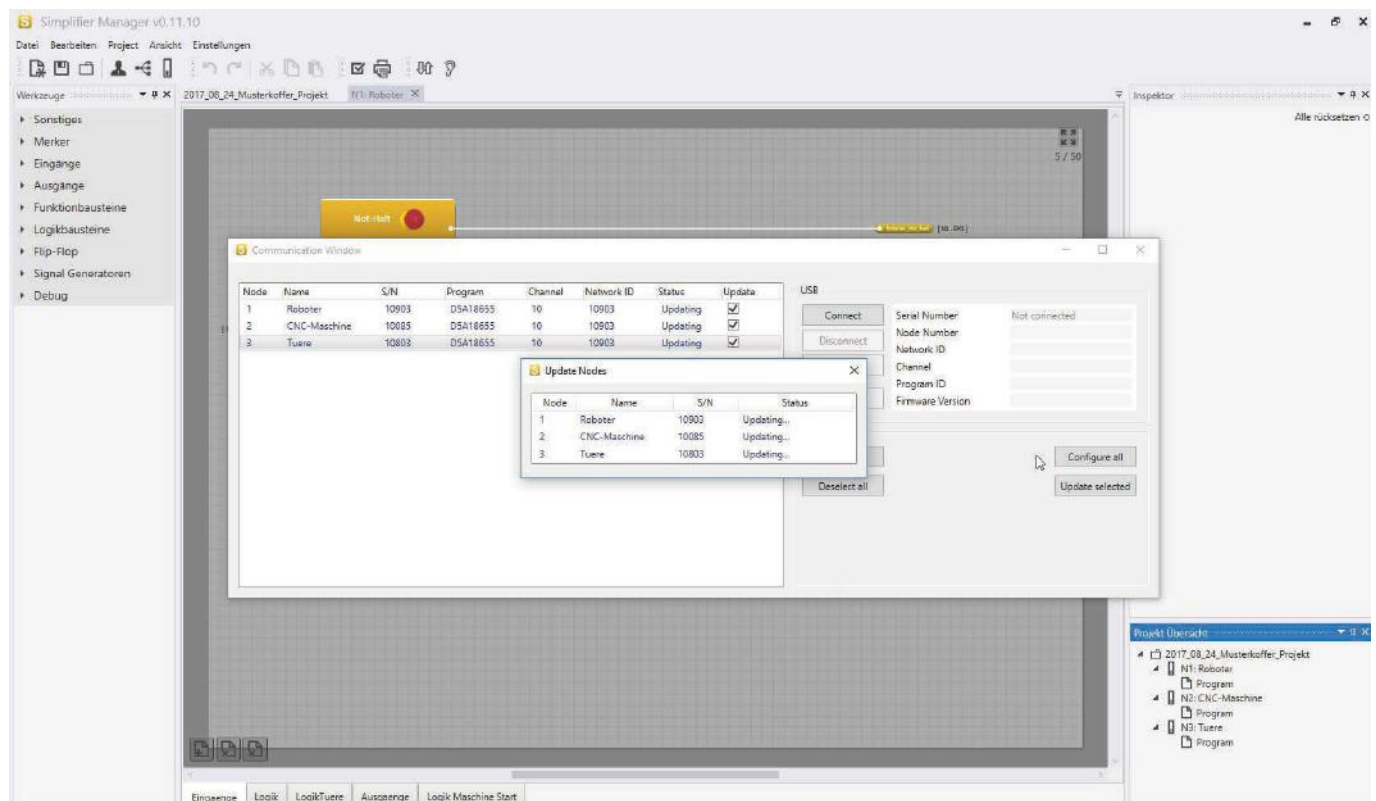 Simplifier Manager v0.11.10
Datei Bearbeiten Project Ansicht Einstellungen
Werkzeuge
2017_08_24_Musterkoffer_Projekt N1: Roboter
Inspektor
Alle rücksetzen
Sonstiges
Merker
Eingänge
Ausgänge
Funktionbausteine
Logikbausteine
Flip-Flop
Signal Generatoren
Debug
5 / 50
Not-Halt
Communication Window
Node Name S/N Program Channel Network ID Status Update
1 Roboter 10903 D5A18655 10 10903 Updating
2 CNC-Maschine 10085 D5A18655 10 10903 Updating
3 Tuere 10803 D5A18655 10 10903 Updating
USB
Connect
Disconnect
Serial Number Not connected
Node Number
Network ID
Channel
Program ID
Firmware Version
Update Nodes
Node Name S/N Status
1 Roboter 10903 Updating...
2 CNC-Maschine 10085 Updating...
3 Tuere 10803 Updating...
Configure all
Deselect all
Update selected
Projekt Übersicht
2017_08_24_Musterkoffer_Projekt
N1: Roboter
Program
N2: CNC-Maschine
Program
N3: Tuere
Program
Eingaenge Logik LogikTuere Ausgaenge Logik Maschine Start